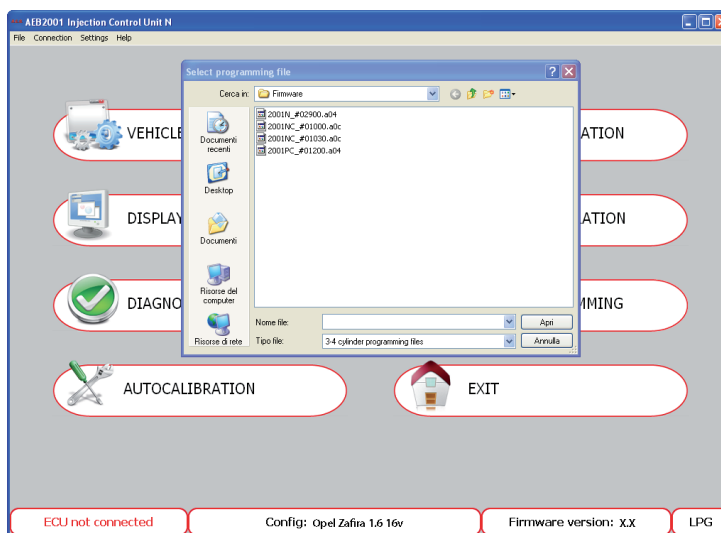 AEB2001 Injection Control Unit N
File Connection Settings Help
Select programming file
Cerca in: Firmware
2001N_#02900.a04
2001NC_#01000.a0c
2001NC_#01030.a0c
2001PC_#01200.a04
Documenti recenti
Desktop
Documenti
Risorse del computer
Risorse di rete
Nome file: Apri
Tipo file: 3-4 cylinder programming files Annulla
VEHICLE
ATION
DISPLAY
ATION
DIAGNO
MMING
AUTOCALIBRATION
EXIT
ECU not connected
Config: Opel Zafira 1.6 16v
Firmware version: X.X
LPG